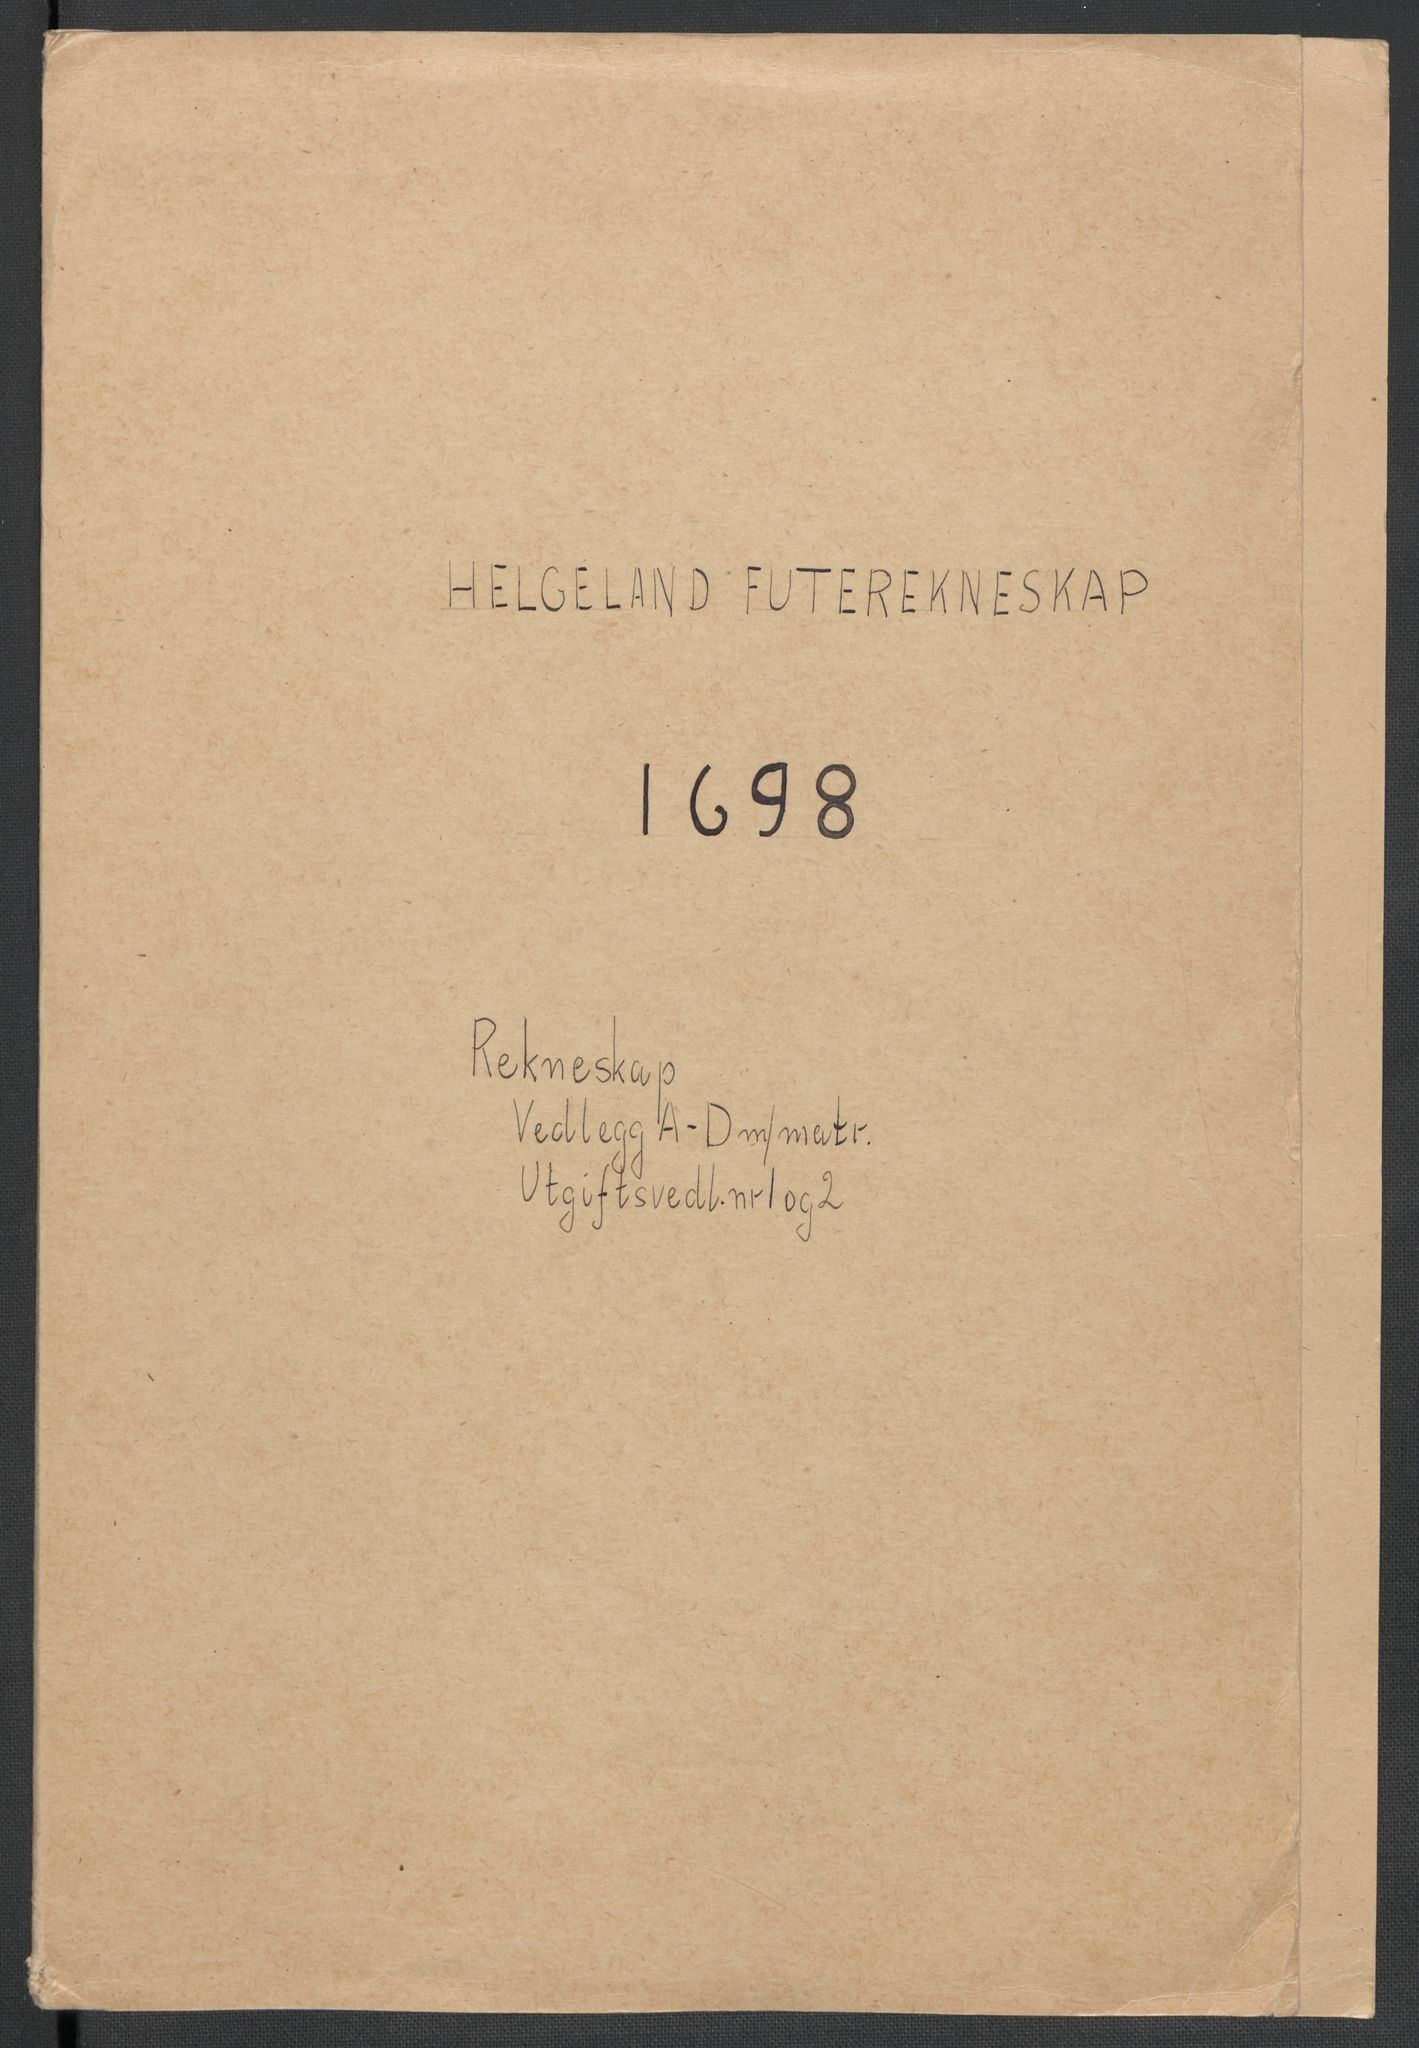 HELGELAND FUTEREKNESKAP
1698
Rekneskap
Vedlegg A-D m/matr.
Utgiftsvedl. nr 1 og 2